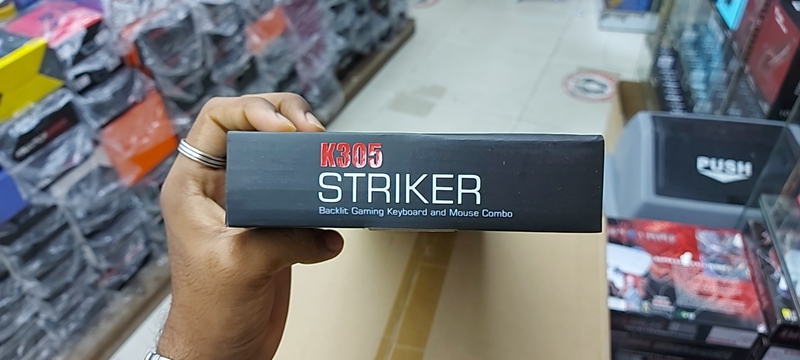 K305
STRIKER
Backlit Gaming Keyboard and Mouse Combo
PUSH